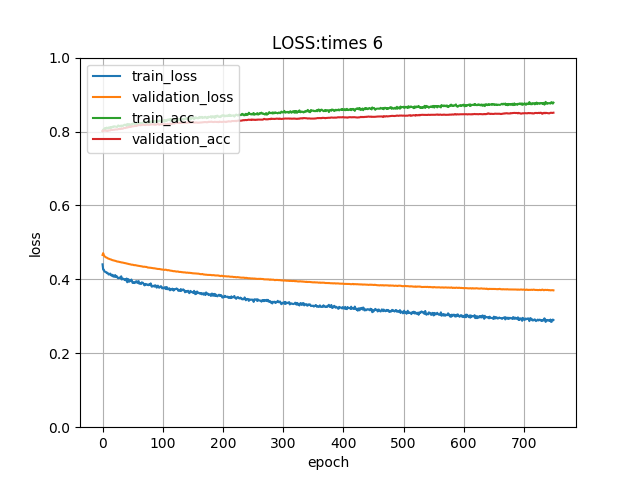 LOSS:times 6
1.0
0.8
0.6
0.4
0.2
0.0
loss
train_loss
validation_loss
train_acc
validation_acc
0 100 200 300 400 500 600 700
epoch